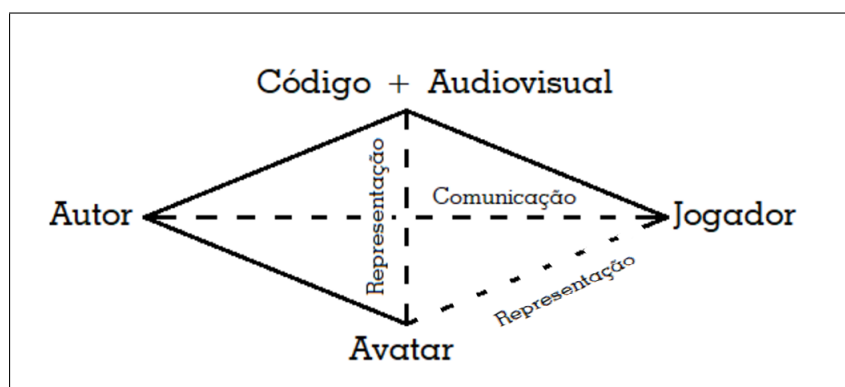 Código + Audiovisual
Representação
Comunicação
Autor
Jogador
Representação
Avatar